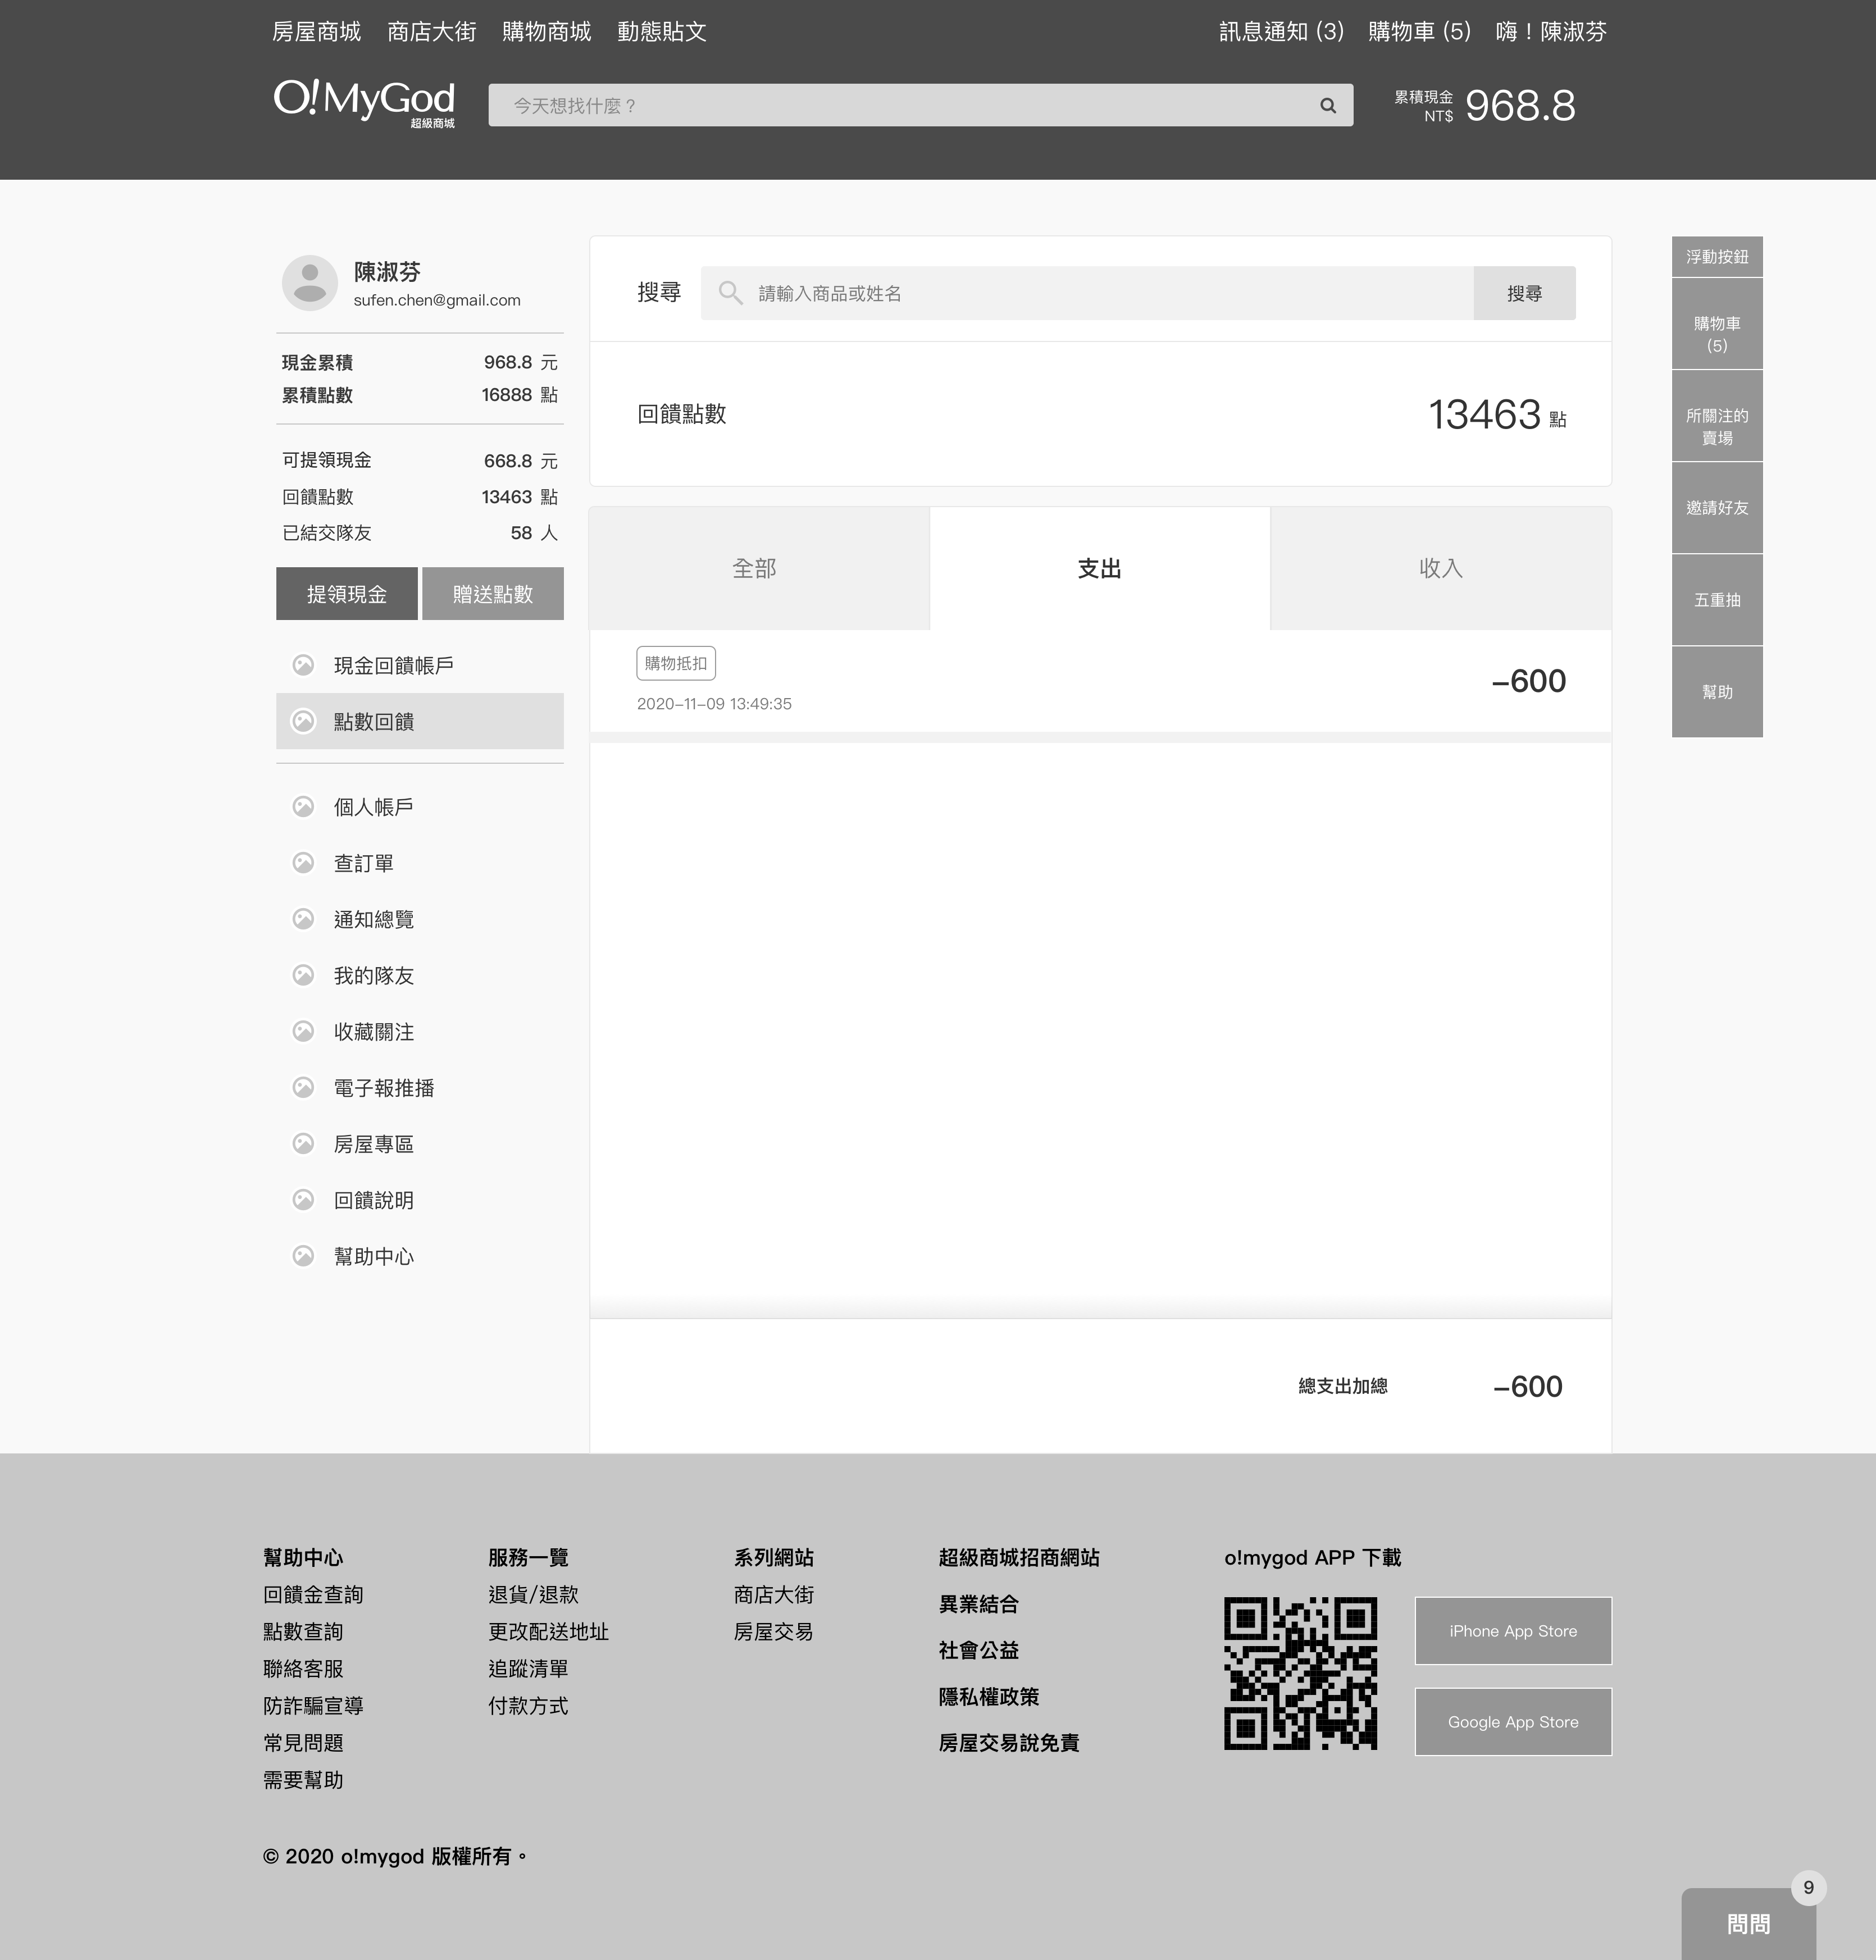 房屋商城 商店大街 購物商城 動態貼文 訊息通知 (3) 購物車 (5) 嗨！陳淑芬
O!MyGod
超級商城
今天想找什麼？
累積現金
NT$
968.8
陳淑芬
sufen.chen@gmail.com
現金累積 968.8 元
累積點數 16888 點
可提領現金 668.8 元
回饋點數 13463 點
已結交隊友 58 人
提領現金 贈送點數
現金回饋帳戶
點數回饋
個人帳戶
查訂單
通知總覽
我的隊友
收藏關注
電子報推播
房屋專區
回饋說明
幫助中心
搜尋 請輸入商品或姓名 搜尋
回饋點數 13463 點
全部 支出 收入
購物抵扣
2020–11–09 13:49:35
–600
總支出加總 –600
浮動按鈕
購物車
(5)
所關注的
賣場
邀請好友
五重抽
幫助
幫助中心
回饋金查詢
點數查詢
聯絡客服
防詐騙宣導
常見問題
需要幫助
服務一覽
退貨/退款
更改配送地址
追蹤清單
付款方式
系列網站
商店大街
房屋交易
超級商城招商網站
異業結合
社會公益
隱私權政策
房屋交易說免責
o!mygod APP 下載
iPhone App Store
Google App Store
© 2020 o!mygod 版權所有。
9
問問